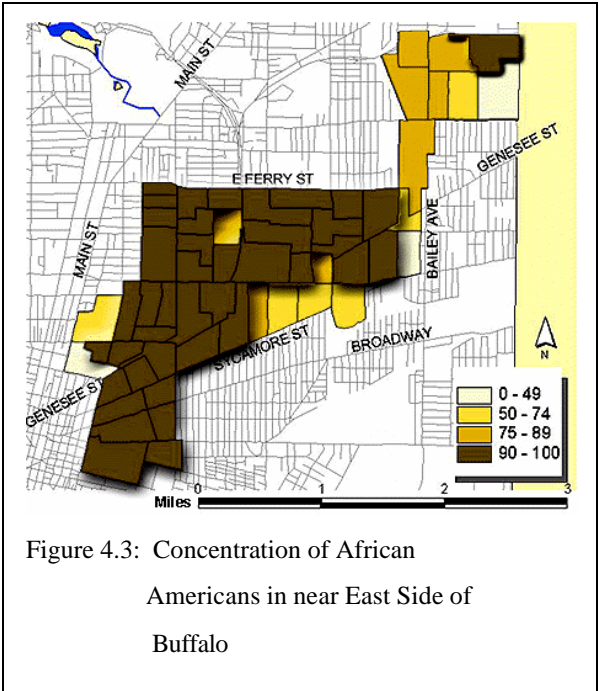 MAIN ST
E FERRY ST
GENESEE ST
MAIN ST
BAILEY AVE
SYCAMORE ST
BROADWAY
GENESEE ST
N
0 - 49
50 - 74
75 - 89
90 - 100
0 1 2 3
Miles
Figure 4.3: Concentration of African
Americans in near East Side of
Buffalo